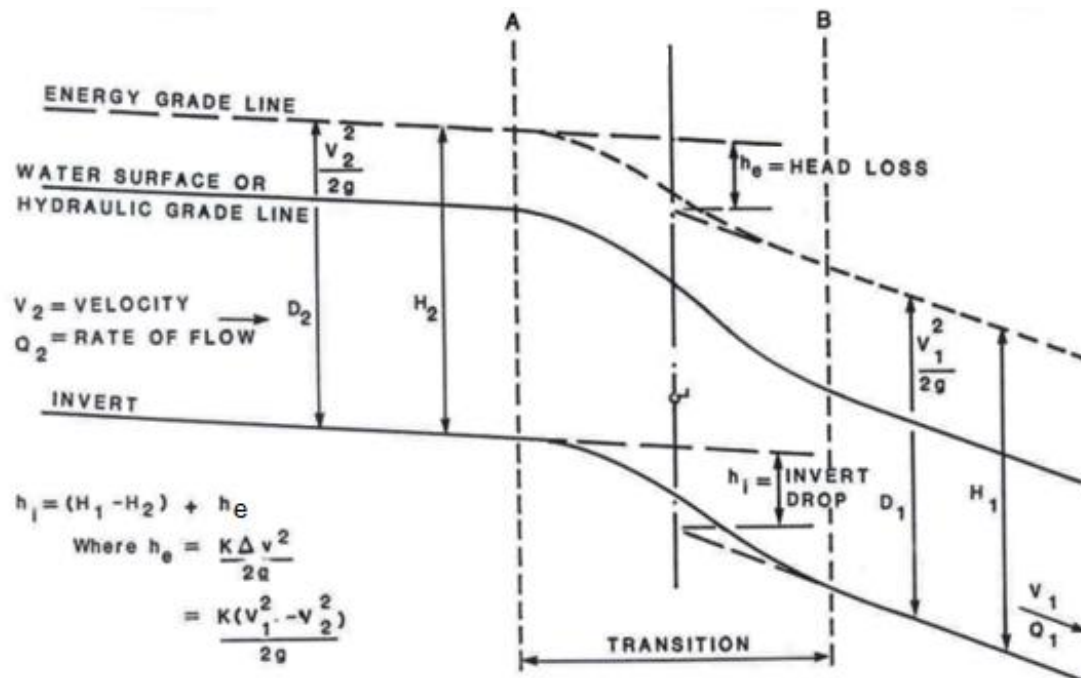 A
B
ENERGY GRADE LINE
V₂²
2g
hₑ = HEAD LOSS
WATER SURFACE OR
HYDRAULIC GRADE LINE
V₂ = VELOCITY
Q₂ = RATE OF FLOW
D₂
H₂
V₁²
2g
INVERT
hᵢ = INVERT
DROP
D₁
H₁
hᵢ = (H₁ - H₂) + he
Where hₑ = K Δ v²
2g
= K(V₁² - V₂²)
2g
V₁
Q₁
TRANSITION